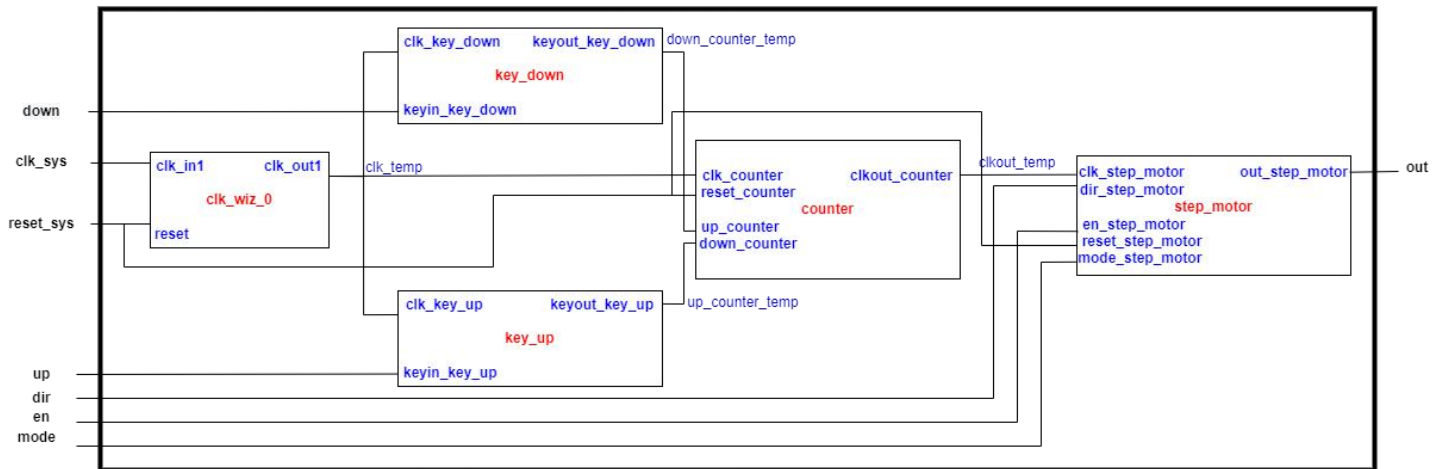 clk_key_down keyout_key_down down_counter_temp
key_down
down
keyin_key_down
clk_sys
clk_in1 clk_out1 clk_temp
clk_wiz_0
reset_sys
reset
clk_counter clkout_counter clkout_temp
reset_counter
counter
up_counter
down_counter
clk_step_motor out_step_motor out
dir_step_motor
step_motor
en_step_motor
reset_step_motor
mode_step_motor
clk_key_up keyout_key_up up_counter_temp
key_up
up
keyin_key_up
dir
en
mode